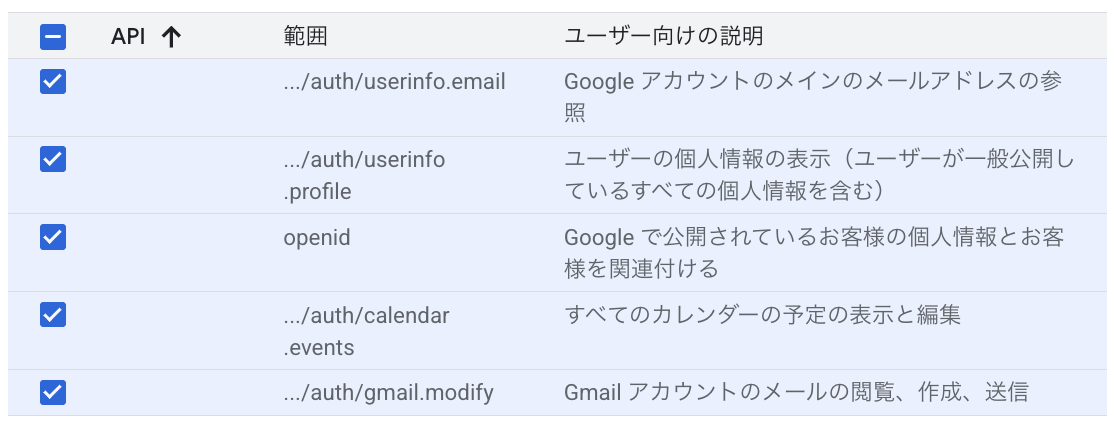 API ↑ 範囲 ユーザー向けの説明
.../auth/userinfo.email Google アカウントのメインのメールアドレスの参
照
.../auth/userinfo ユーザーの個人情報の表示（ユーザーが一般公開し
.profile ているすべての個人情報を含む）
openid Google で公開されているお客様の個人情報とお客
様を関連付ける
.../auth/calendar すべてのカレンダーの予定の表示と編集
.events
.../auth/gmail.modify Gmail アカウントのメールの閲覧、作成、送信